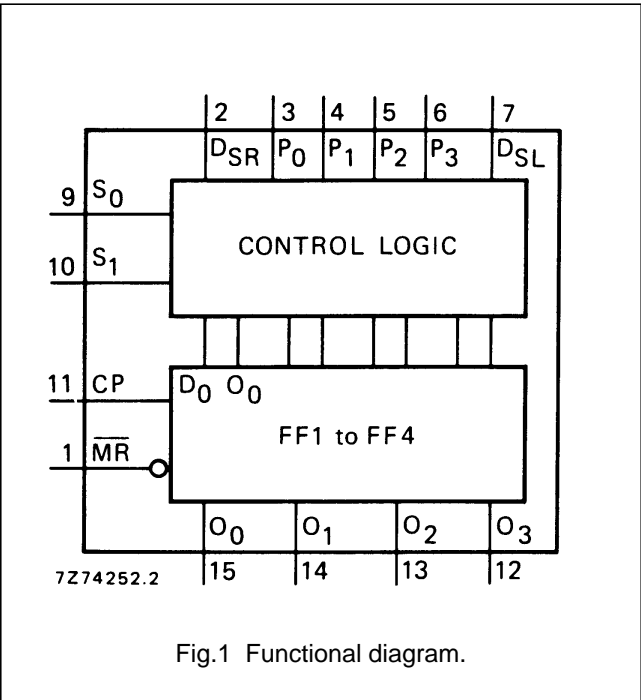 2 3 4 5 6 7
DSR P0 P1 P2 P3 DSL
9 S0
CONTROL LOGIC
10 S1
D0 O0
11 CP
FF1 to FF4
1 MR
O0 O1 O2 O3
7Z74252.2 15 14 13 12
Fig.1 Functional diagram.